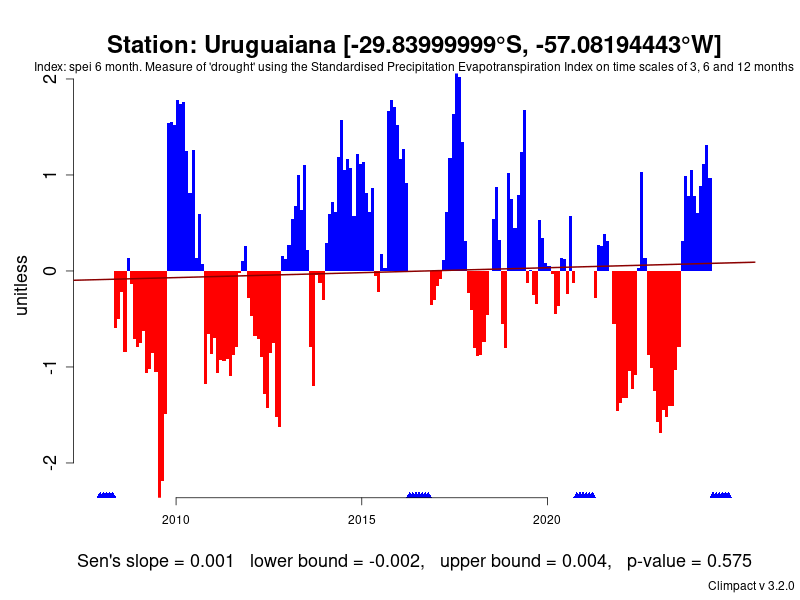 Station: Uruguaiana [-29.83999999°S, -57.08194443°W]
Index: spei 6 month. Measure of 'drought' using the Standardised Precipitation Evapotranspiration Index on time scales of 3, 6 and 12 months
unitless
2
1
0
-1
-2
2010 2015 2020
Sen's slope = 0.001 lower bound = -0.002, upper bound = 0.004, p-value = 0.575
Climpact v 3.2.0